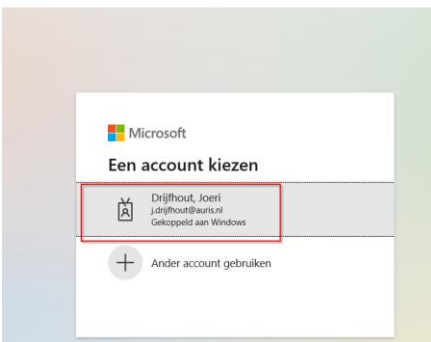 Microsoft
Een account kiezen
Drijfhout, Joeri
j.drijfhout@auris.nl
Gekoppeld aan Windows
Ander account gebruiken